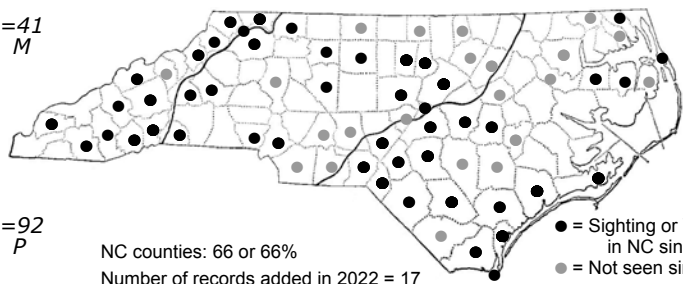 =41
M
=92
P
NC counties: 66 or 66%
Number of records added in 2022 = 17
● = Sighting or
in NC sin
● = Not seen sin